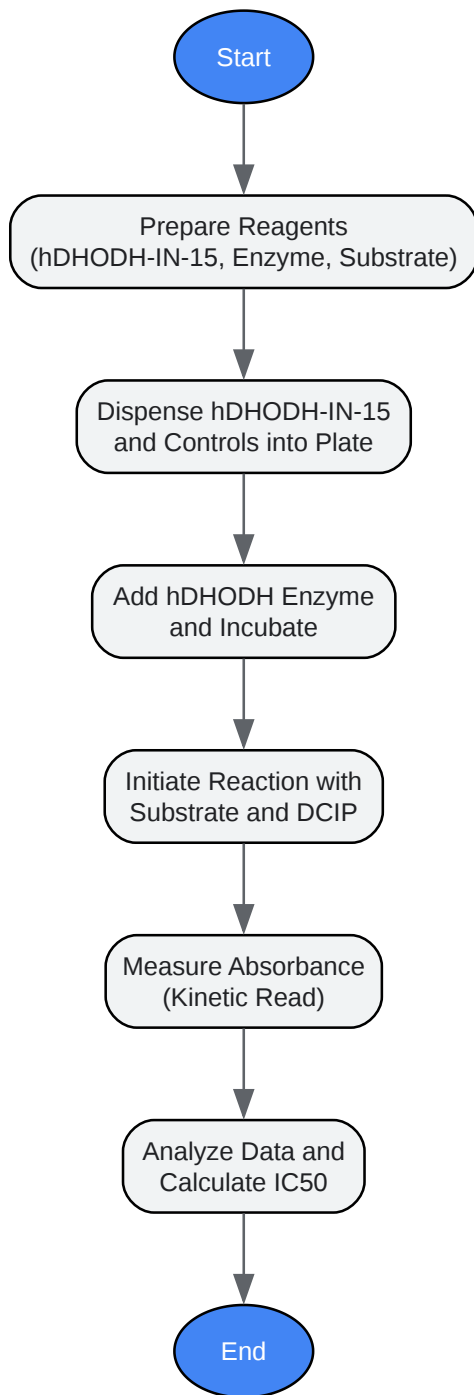 Start
Prepare Reagents
(hDHODH-IN-15, Enzyme, Substrate)
Dispense hDHODH-IN-15
and Controls into Plate
Add hDHODH Enzyme
and Incubate
Initiate Reaction with
Substrate and DCIP
Measure Absorbance
(Kinetic Read)
Analyze Data and
Calculate IC50
End